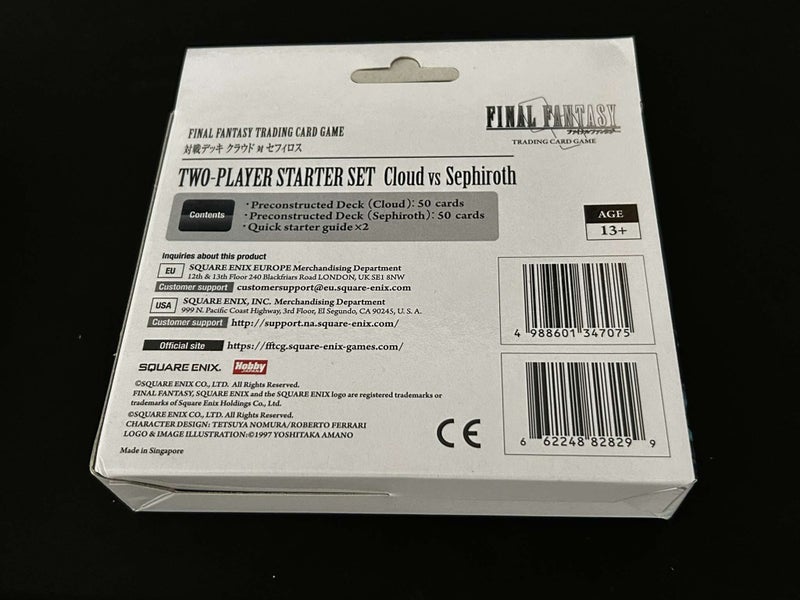 FINAL FANTASY TRADING CARD GAME
対戦デッキ クラウド 対 セフィロス
FINAL FANTASY
ファイナルファンタジー
TRADING CARD GAME
TWO-PLAYER STARTER SET Cloud vs Sephiroth
Contents
・Preconstructed Deck (Cloud): 50 cards
・Preconstructed Deck (Sephiroth): 50 cards
・Quick starter guide×2
AGE
13+
Inquiries about this product
EU SQUARE ENIX EUROPE Merchandising Department
12th & 13th Floor 240 Blackfriars Road LONDON, UK SE1 8NW
Customer support customersupport@eu.square-enix.com
USA SQUARE ENIX, INC. Merchandising Department
999 N. Pacific Coast Highway, 3rd Floor, El Segundo, CA 90245, U. S. A.
Customer support http://support.na.square-enix.com/
Official site https://fftcg.square-enix-games.com/
4 988601 347075
SQUARE ENIX. Hobby JAPAN
©SQUARE ENIX CO., LTD. All Rights Reserved.
FINAL FANTASY, SQUARE ENIX and the SQUARE ENIX logo are registered trademarks or
trademarks of Square Enix Holdings Co., Ltd.
©SQUARE ENIX CO., LTD. All Rights Reserved.
CHARACTER DESIGN: TETSUYA NOMURA/ROBERTO FERRARI
LOGO & IMAGE ILLUSTRATION:©1997 YOSHITAKA AMANO
CE
6 62248 82829 9
Made in Singapore